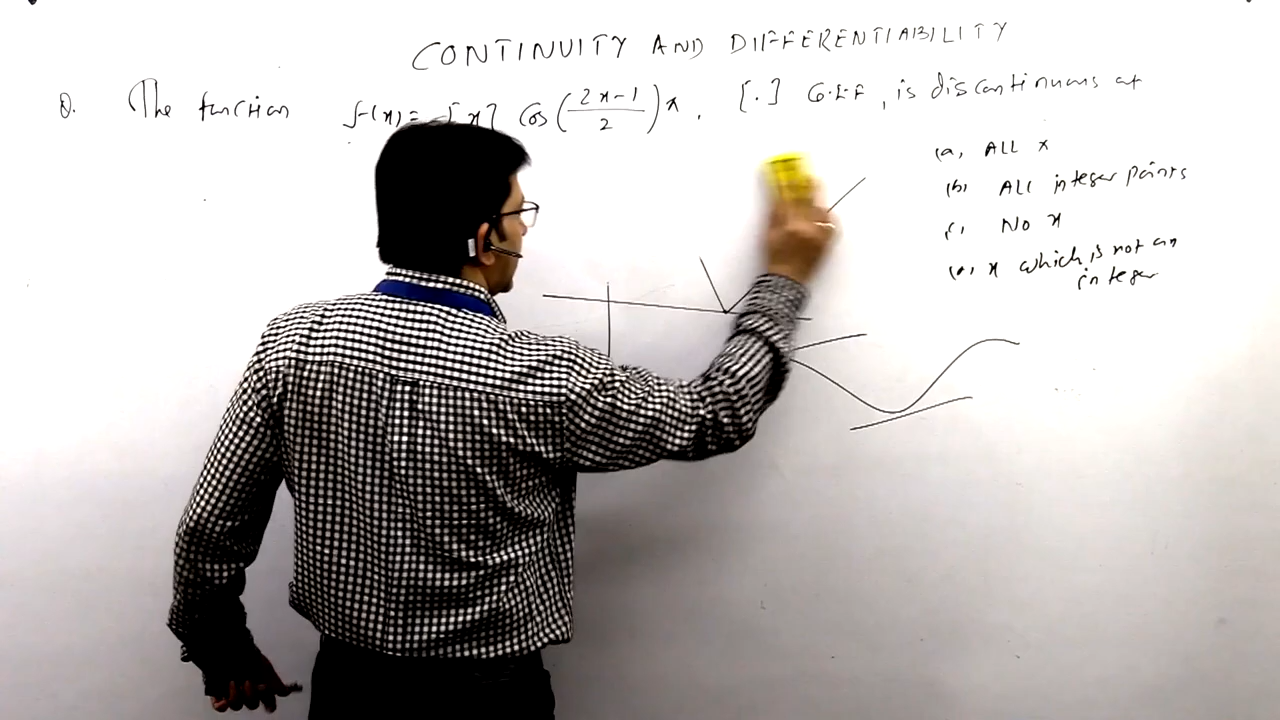 CONTINUITY AND DIFFERENTIABILITY
Q. The function f(x) = [x] cos (2x-1/2) π, [.] G.I.F, is discontinuous at
(a) ALL x
(b) ALL integer points
(c) No x
(d) x which is not an
integer